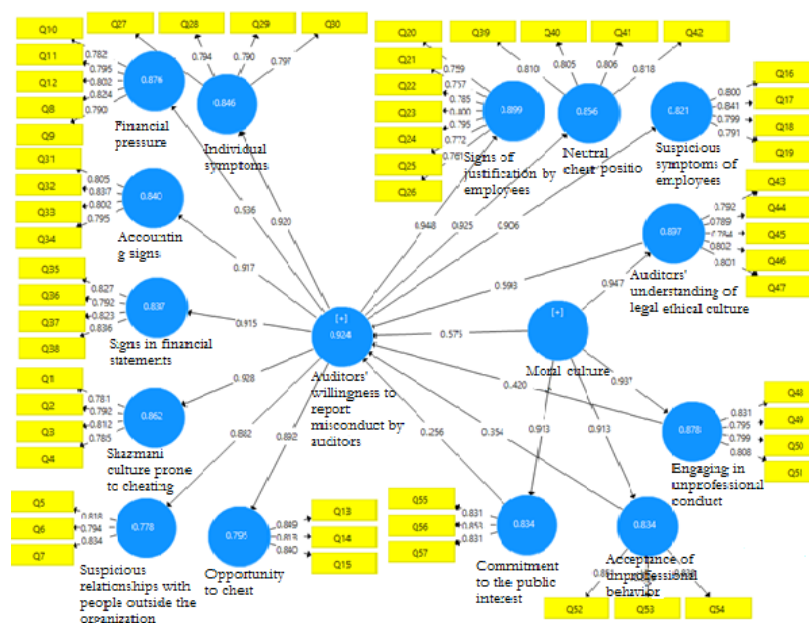 Q10
Q11
Q12
Q8
Q9
0.782
0.795
0.802
0.824
0.790
0.876
Financial
pressure
Q27
Q28
Q29
Q30
0.794
0.790
0.797
0.846
Individual
symptoms
Q20
Q21
Q22
Q23
Q24
Q25
Q26
0.759
0.757
0.785
0.800
0.795
0.772
0.761
0.899
Signs of
justification by
employees
Q39
Q40
Q41
Q42
0.810
0.805
0.806
0.818
0.856
Neutral
chert positio
Q16
Q17
Q18
Q19
0.800
0.841
0.799
0.791
0.821
Suspicious
symptoms of
employees
Q31
Q32
Q33
Q34
0.805
0.837
0.802
0.795
0.840
Accountin
g signs
Q43
Q44
Q45
Q46
Q47
0.792
0.789
0.784
0.802
0.801
0.897
Auditors'
understanding of
legal ethical culture
Q35
Q36
Q37
Q38
0.827
0.792
0.823
0.836
0.837
Signs in financial
statements
0.936
0.920
0.917
0.915
0.928
0.882
0.892
0.948
0.925
0.906
0.593
0.575
0.947
0.937
0.420
0.354
0.256
0.913
0.913
[+]
0.924
Auditors'
willingness to
report
misconduct by
auditors
[+]
Moral culture
Q1
Q2
Q3
Q4
0.781
0.792
0.812
0.785
0.862
Sharmani
culture prone
to cheating
Q48
Q49
Q50
Q51
0.831
0.795
0.799
0.808
0.878
Engaging in
unprofessional
conduct
Q5
Q6
Q7
0.818
0.794
0.834
0.778
Suspicious
relationships with
people outside the
organization
Q13
Q14
Q15
0.849
0.813
0.840
0.795
Opportunity
to chert
Q55
Q56
Q57
0.831
0.853
0.831
0.834
Commitment
to the public
interest
0.834
Acceptance of
unprofessional
behavior
Q52
Q53
Q54